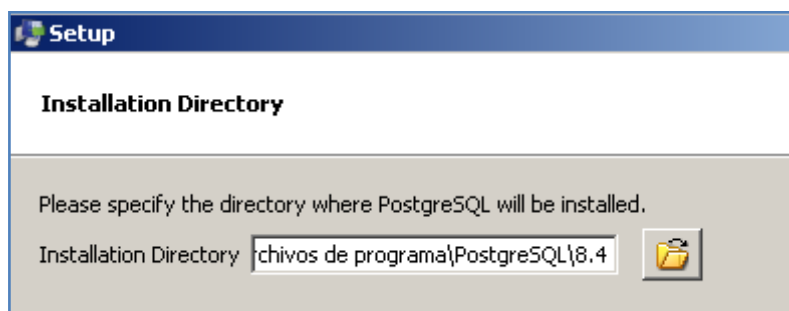 Setup
Installation Directory
Please specify the directory where PostgreSQL will be installed.
Installation Directory rchivos de programa\PostgreSQL\8.4